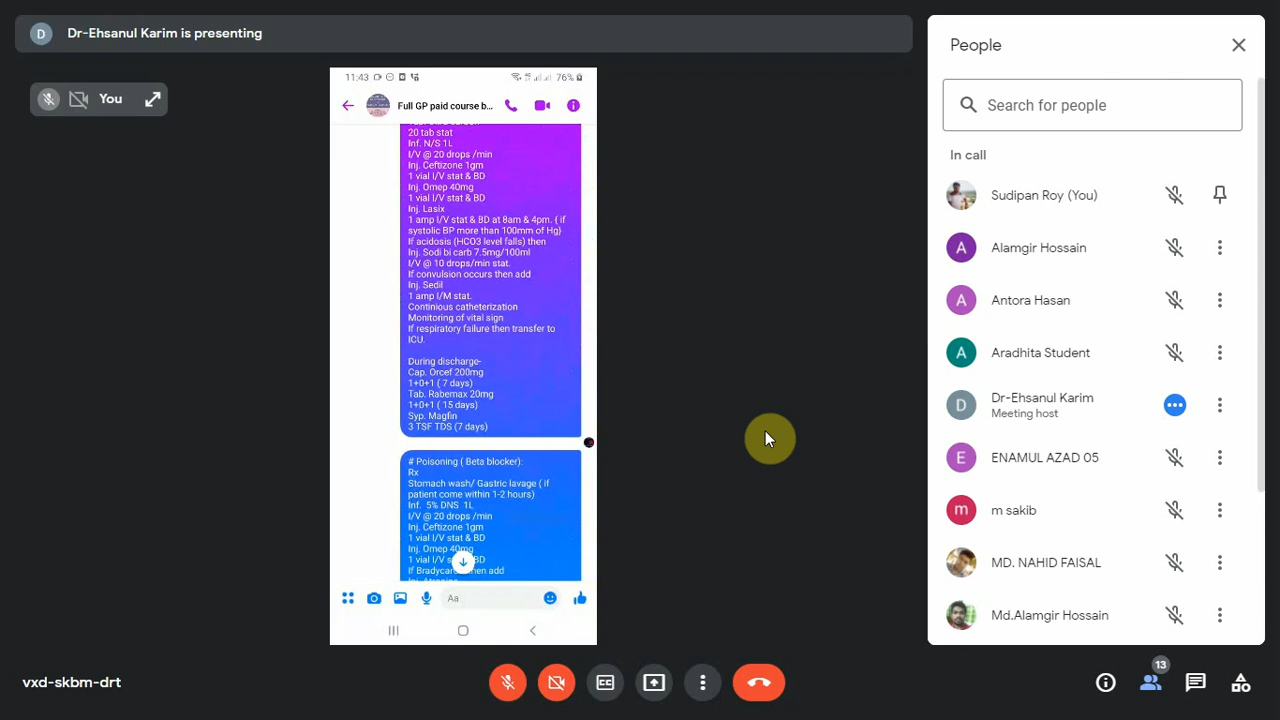 D Dr-Ehsanul Karim is presenting
You
11:43 76%
Full GP paid course b...
20 tab stat
Inf. N/S 1L
I/V @ 20 drops /min
Inj. Ceftizone 1gm
1 vial I/V stat & BD
Inj. Omep 40mg
1 vial I/V stat & BD
Inj. Lasix
1 amp I/V stat & BD at 8am & 4pm. ( if
systolic BP more than 100mm of Hg)
If acidosis (HCO3 level falls) then
Inj. Sodi bi carb 7.5mg/100ml
I/V @ 10 drops/min stat.
If convulsion occurs then add
Inj. Sedil
1 amp I/M stat.
Continious catheterization
Monitoring of vital sign
If respiratory failure then transfer to
ICU.
During discharge-
Cap. Orcef 200mg
1+0+1 ( 7 days)
Tab. Rabemax 20mg
1+0+1 ( 15 days)
Syp. Magfin
3 TSF TDS (7 days)
# Poisoning ( Beta blocker):
Rx
Stomach wash/ Gastric lavage ( if
patient come within 1-2 hours)
Inf. 5% DNS 1L
I/V @ 20 drops /min
Inj. Ceftizone 1gm
1 vial I/V stat & BD
Inj. Omep 40mg
1 vial I/V BD
If then add
Aa
vxd-skbm-drt
CC
People
Search for people
In call
Sudipan Roy (You)
A Alamgir Hossain
A Antora Hasan
A Aradhita Student
D Dr-Ehsanul Karim
Meeting host
E ENAMUL AZAD 05
m m sakib
MD. NAHID FAISAL
Md.Alamgir Hossain
13